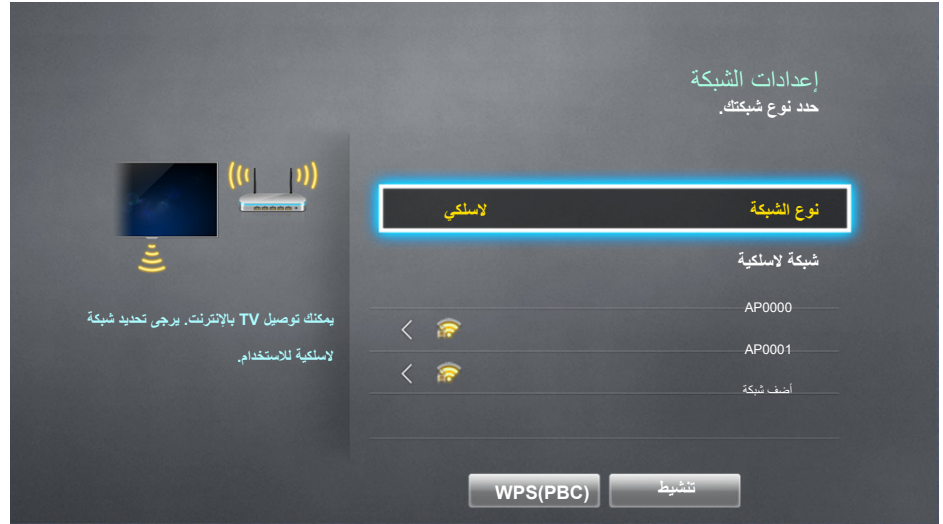 إعدادات الشبكة
حدد نوع شبكتك.
نوع الشبكة لاسلكي
شبكة لاسلكية
AP0000
AP0001
أضف شبكة
يمكنك توصيل TV بالإنترنت. يرجى تحديد شبكة
لاسلكية للاستخدام.
تنشيط WPS(PBC)